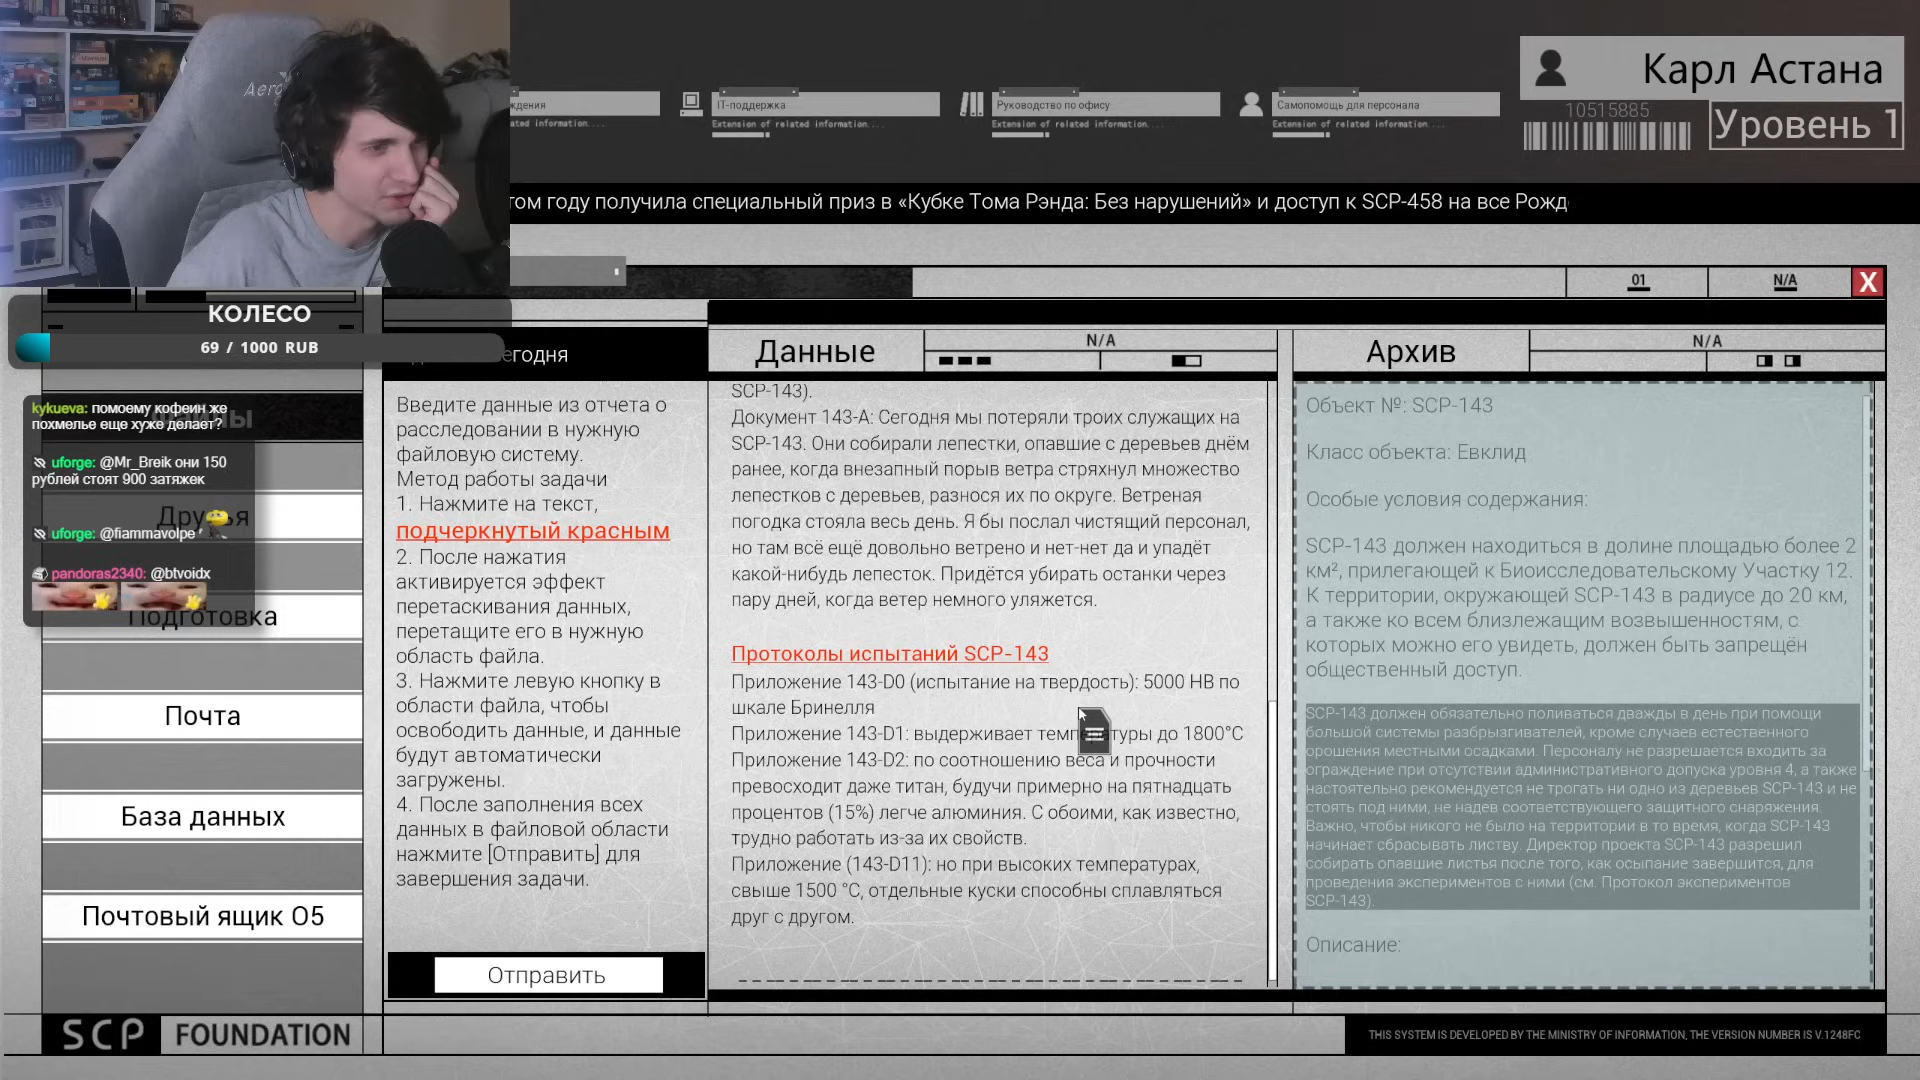 Aero
ждения
ated information....
IT-поддержка
Extension of related information....
Руководство по офису
Extension of related information....
Самопомощь для персонала
Extension of related information....
Карл Астана
10515885
Уровень 1
том году получила специальный приз в «Кубке Тома Рэнда: Без нарушений» и доступ к SCP-458 на все Рожд
01
N/A
X
КОЛЕСО
69 / 1000 RUB
kykueva: помоему кофеин же
похмелье еще хуже делает?
uforge: @Mr_Breik они 150
рублей стоят 900 затяжек
uforge: @fiammavolpe
pandoras2340: @btvoidx
Друзья
Подготовка
Почта
База данных
Почтовый ящик O5
егодня
Введите данные из отчета о
расследовании в нужную
файловую систему.
Метод работы задачи
1. Нажмите на текст,
подчеркнутый красным
2. После нажатия
активируется эффект
перетаскивания данных,
перетащите его в нужную
область файла.
3. Нажмите левую кнопку в
области файла, чтобы
освободить данные, и данные
будут автоматически
загружены.
4. После заполнения всех
данных в файловой области
нажмите [Отправить] для
завершения задачи.
Отправить
Данные
N/A
SCP-143).
Документ 143-A: Сегодня мы потеряли троих служащих на
SCP-143. Они собирали лепестки, опавшие с деревьев днём
ранее, когда внезапный порыв ветра стряхнул множество
лепестков с деревьев, разнося их по округе. Ветреная
погодка стояла весь день. Я бы послал чистящий персонал,
но там всё ещё довольно ветрено и нет-нет да и упадёт
какой-нибудь лепесток. Придётся убирать останки через
пару дней, когда ветер немного уляжется.
Протоколы испытаний SCP-143
Приложение 143-D0 (испытание на твердость): 5000 HB по
шкале Бринелля
Приложение 143-D1: выдерживает температуры до 1800°C
Приложение 143-D2: по соотношению веса и прочности
превосходит даже титан, будучи примерно на пятнадцать
процентов (15%) легче алюминия. С обоими, как известно,
трудно работать из-за их свойств.
Приложение (143-D11): но при высоких температурах,
свыше 1500 °C, отдельные куски способны сплавляться
друг с другом.
Архив
N/A
Объект №: SCP-143
Класс объекта: Евклид
Особые условия содержания:
SCP-143 должен находиться в долине площадью более 2
км², прилегающей к Биоисследовательскому Участку 12.
К территории, окружающей SCP-143 в радиусе до 20 км,
а также ко всем близлежащим возвышенностям, с
которых можно его увидеть, должен быть запрещён
общественный доступ.
SCP-143 должен обязательно поливаться дважды в день при помощи
большой системы разбрызгивателей, кроме случаев естественного
орошения местными осадками. Персоналу не разрешается входить за
ограждение при отсутствии административного допуска уровня 4, а также
настоятельно рекомендуется не трогать ни одно из деревьев SCP-143 и не
стоять под ними, не надев соответствующего защитного снаряжения.
Важно, чтобы никого не было на территории в то время, когда SCP-143
начинает сбрасывать листву. Директор проекта SCP-143 разрешил
собирать опавшие листья после того, как осыпание завершится, для
проведения экспериментов с ними (см. Протокол экспериментов
SCP-143).
Описание:
SCP FOUNDATION
THIS SYSTEM IS DEVELOPED BY THE MINISTRY OF INFORMATION, THE VERSION NUMBER IS V.1248FC